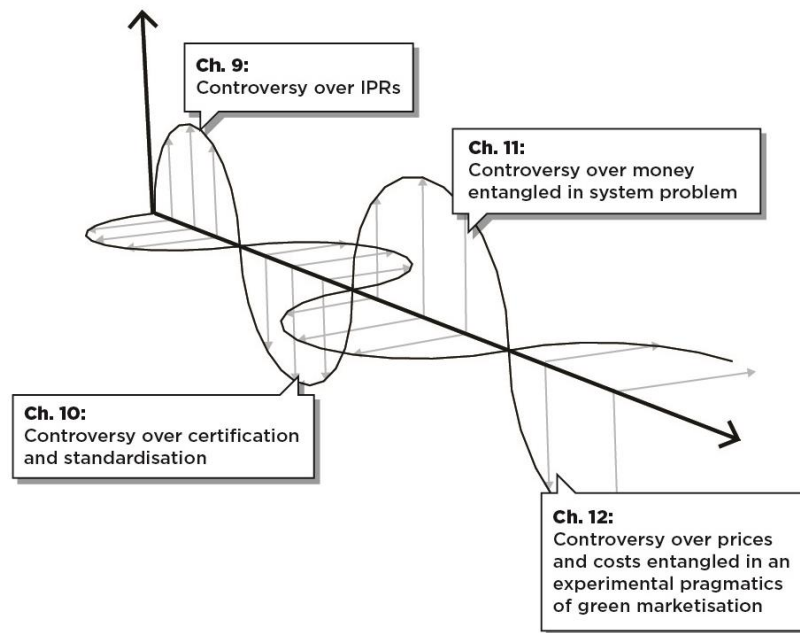 Ch. 9:
Controversy over IPRs
Ch. 11:
Controversy over money
entangled in system problem
Ch. 10:
Controversy over certification
and standardisation
Ch. 12:
Controversy over prices
and costs entangled in an
experimental pragmatics
of green marketisation